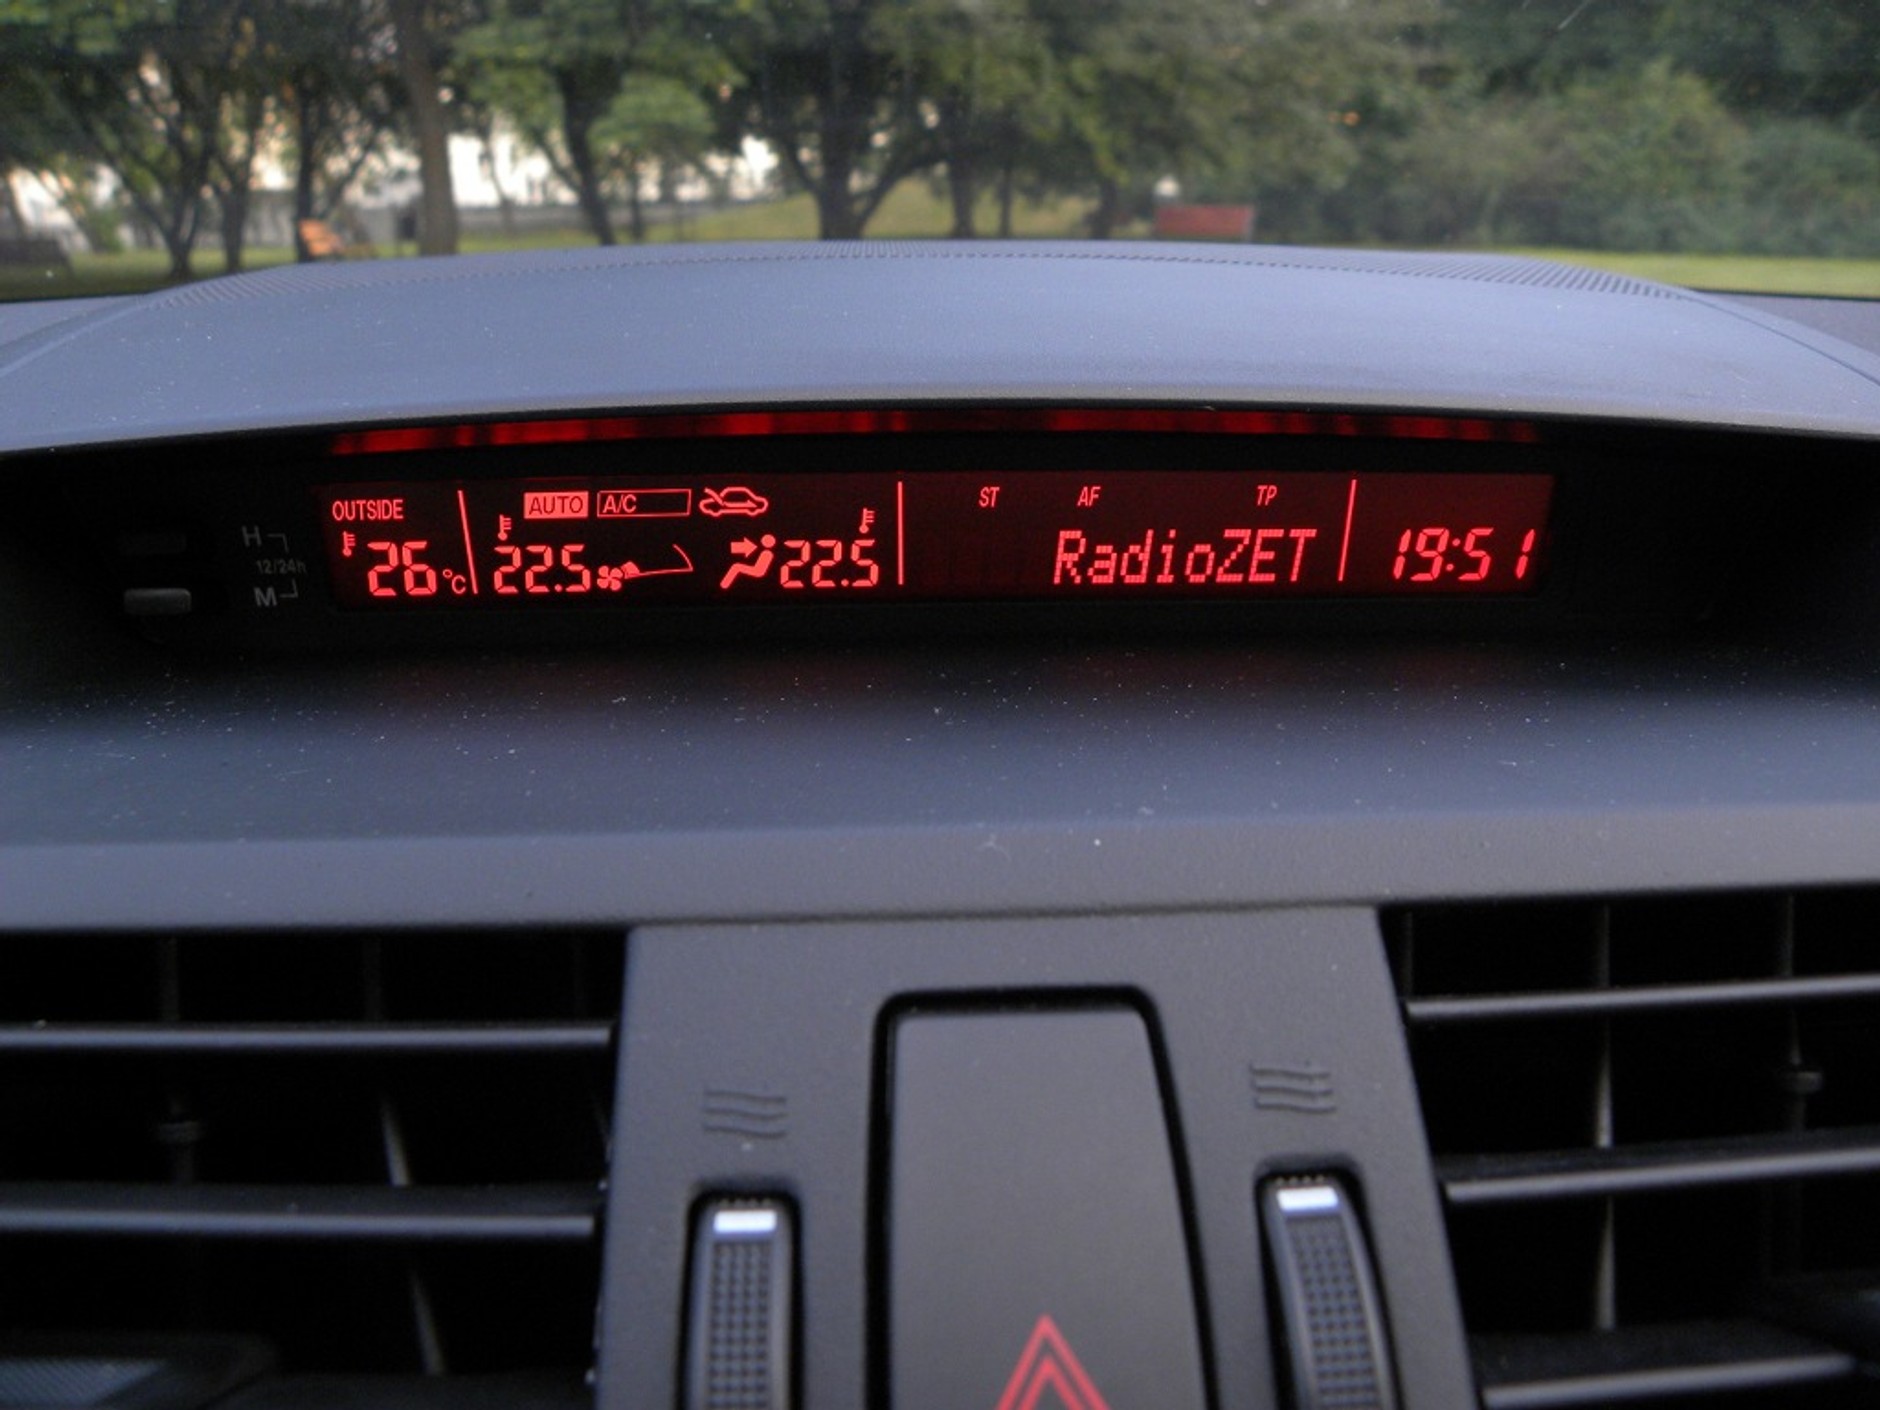 OUTSIDE AUTO A/C ST AF TP
26°C 22.5 22.5 RadioZET 19:51
H
12/24h
M